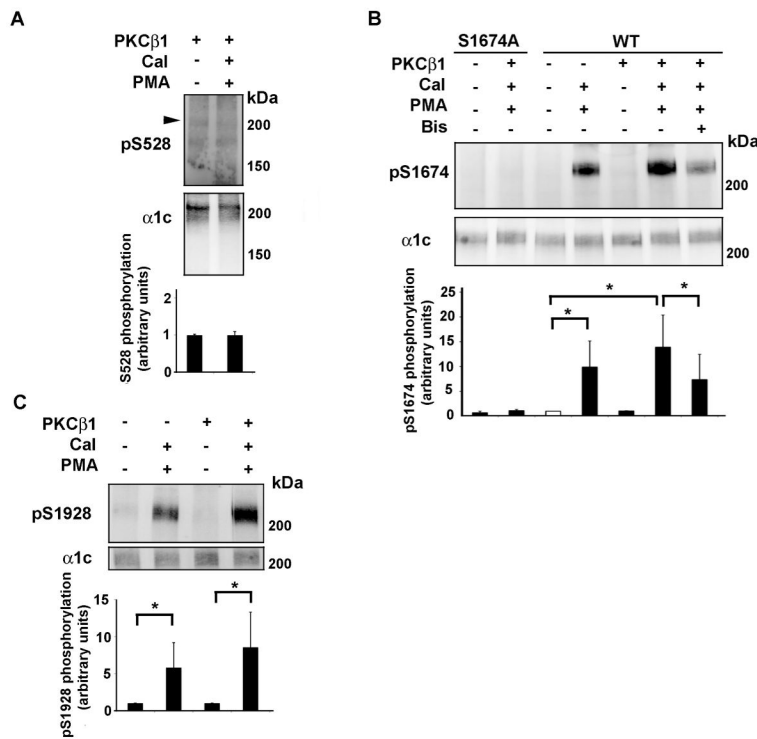 A
PKCβ1 + +
Cal - +
PMA - +
kDa
200
pS528
150
α1c
200
150
S528 phosphorylation
(arbitrary units)
2
1
0
B
S1674A WT
PKCβ1 - + - - + + +
Cal - + - + - + +
PMA - + - + - + +
Bis +
kDa
pS1674
200
α1c
200
pS1674 phosphorylation
(arbitrary units)
25
20
15
10
5
0
* * *
C
PKCβ1 - - + +
Cal - + - +
PMA - + - +
kDa
pS1928
200
α1c
200
pS1928 phosphorylation
(arbitrary units)
15
10
5
0
* *